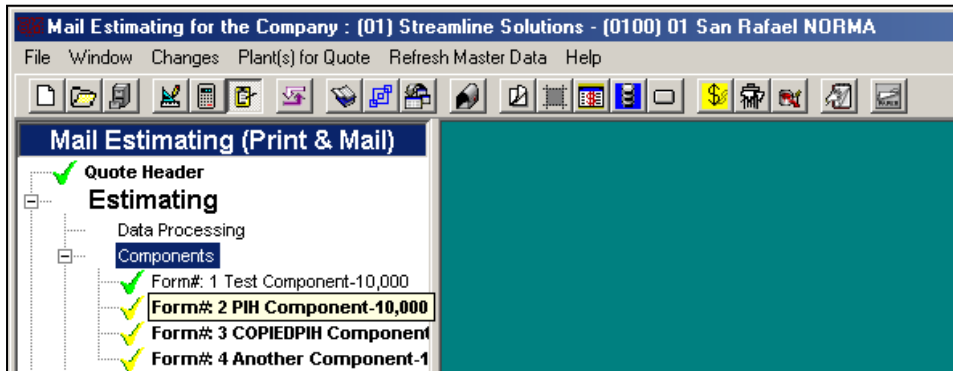 Mail Estimating for the Company : (01) Streamline Solutions - (0100) 01 San Rafael NORMA
File Window Changes Plant(s) for Quote Refresh Master Data Help
Mail Estimating (Print & Mail)
Quote Header
Estimating
Data Processing
Components
Form#: 1 Test Component-10,000
Form#: 2 PIH Component-10,000
Form#: 3 COPIEDPIH Component
Form#: 4 Another Component-1